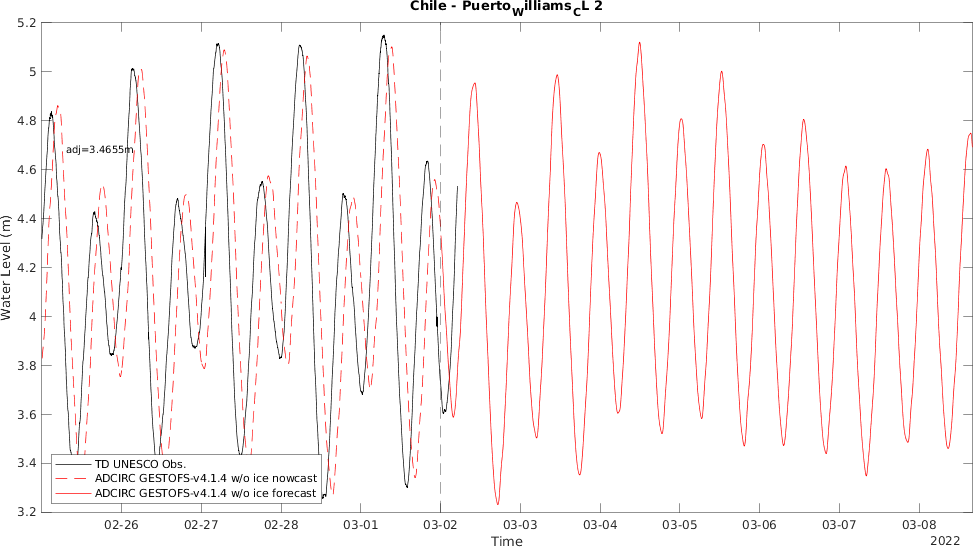 Chile - PuertoWilliamsCL 2
5.2
5
4.8
4.6
4.4
4.2
4
3.8
3.6
3.4
3.2
Water Level (m)
adj=3.4655m
TD UNESCO Obs.
ADCIRC GESTOFS-v4.1.4 w/o ice nowcast
ADCIRC GESTOFS-v4.1.4 w/o ice forecast
02-26 02-27 02-28 03-01 03-02 03-03 03-04 03-05 03-06 03-07 03-08
Time
2022